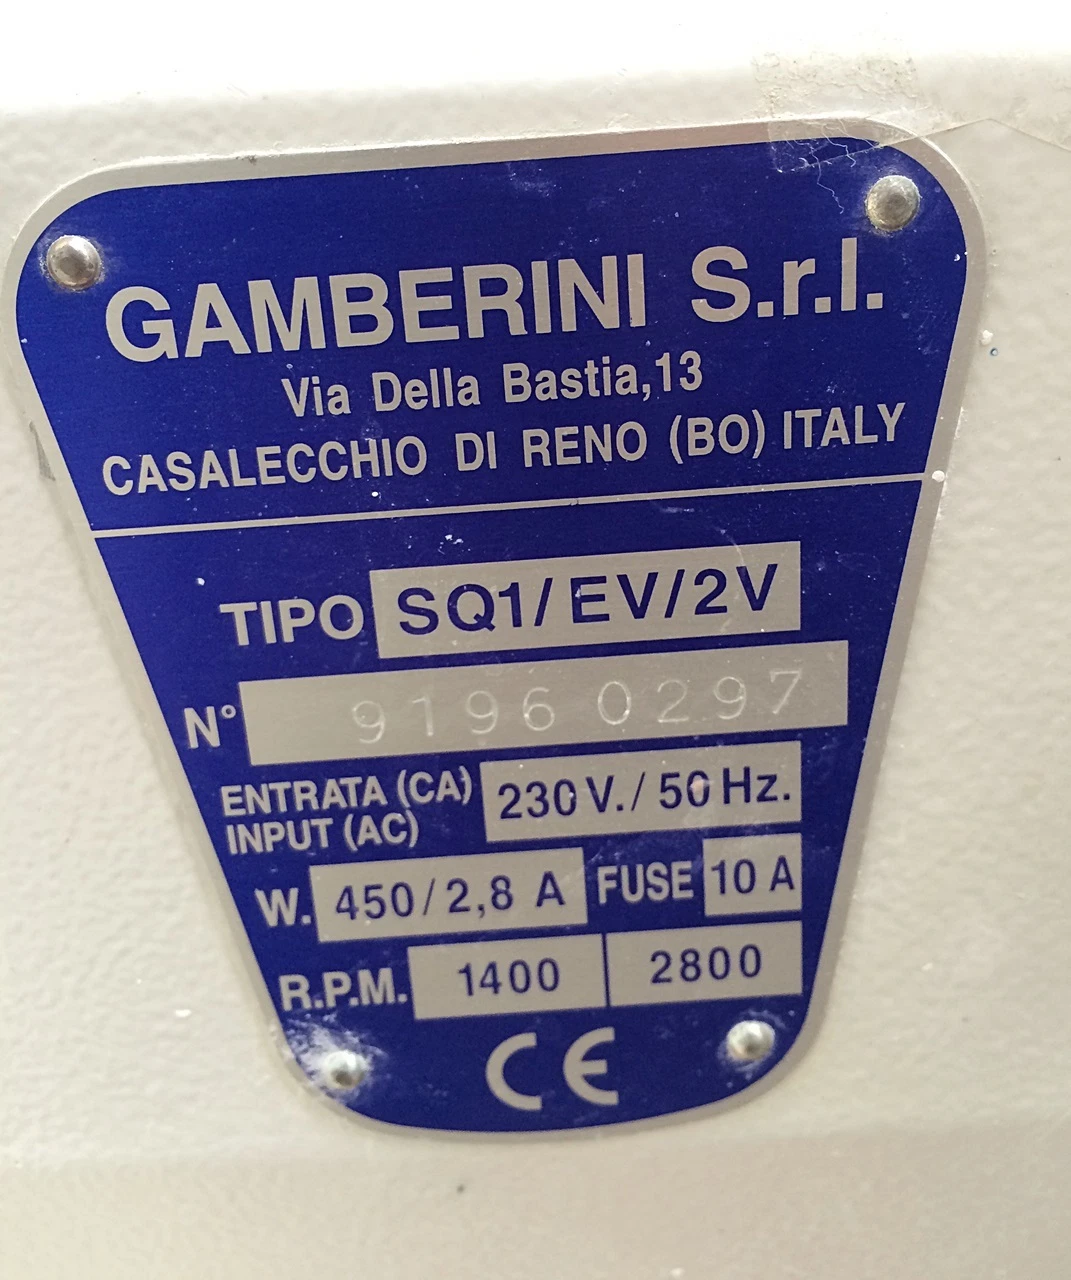 GAMBERINI S.r.l.
Via Della Bastia,13
CASALECCHIO DI RENO (BO) ITALY
TIPO SQ1/EV/2V
N° 9196 0297
ENTRATA (CA)
INPUT (AC) 230 V./ 50 Hz.
W. 450/2,8 A FUSE 10 A
R.P.M. 1400 2800
CE